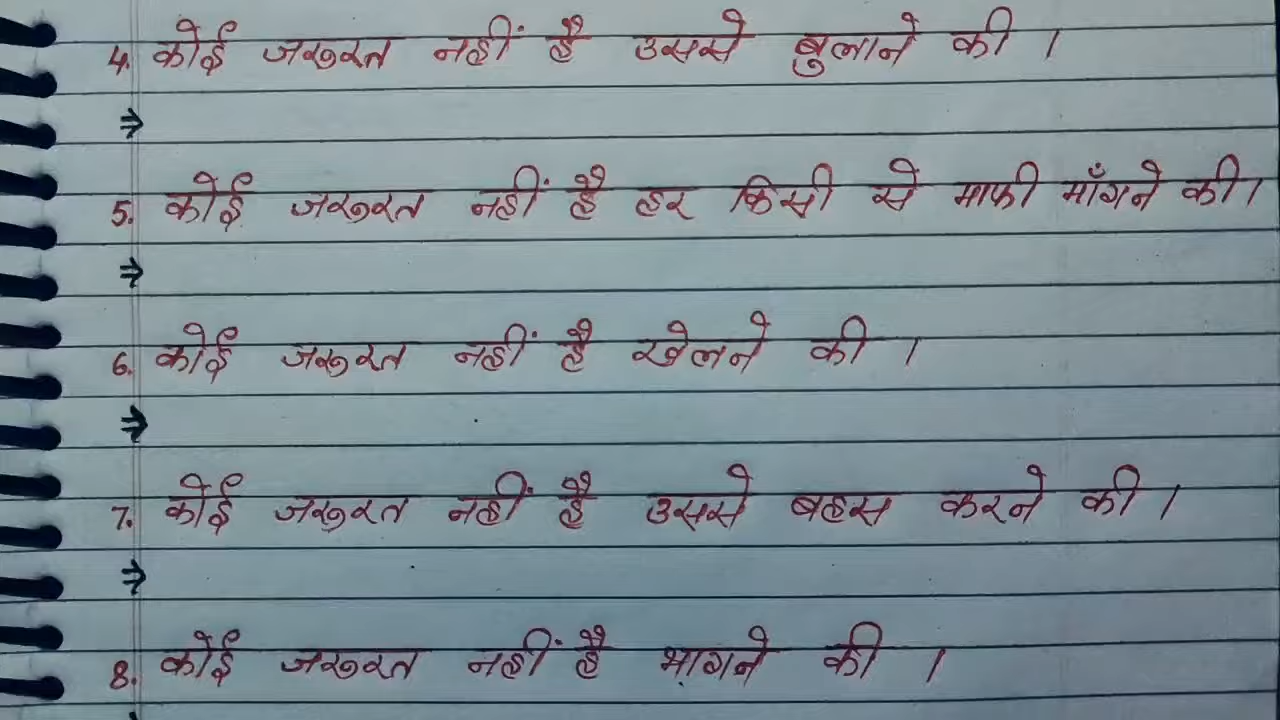 4. कोई जरूरत नहीं है उससे बुलाने की ।
⇒
5. कोई जरूरत नहीं है हर किसी से माफी माँगने की ।
⇒
6. कोई जरूरत नहीं है खेलने की ।
⇒
7. कोई जरूरत नहीं है उससे बहस करने की ।
⇒
8. कोई जरूरत नहीं है भागने की ।